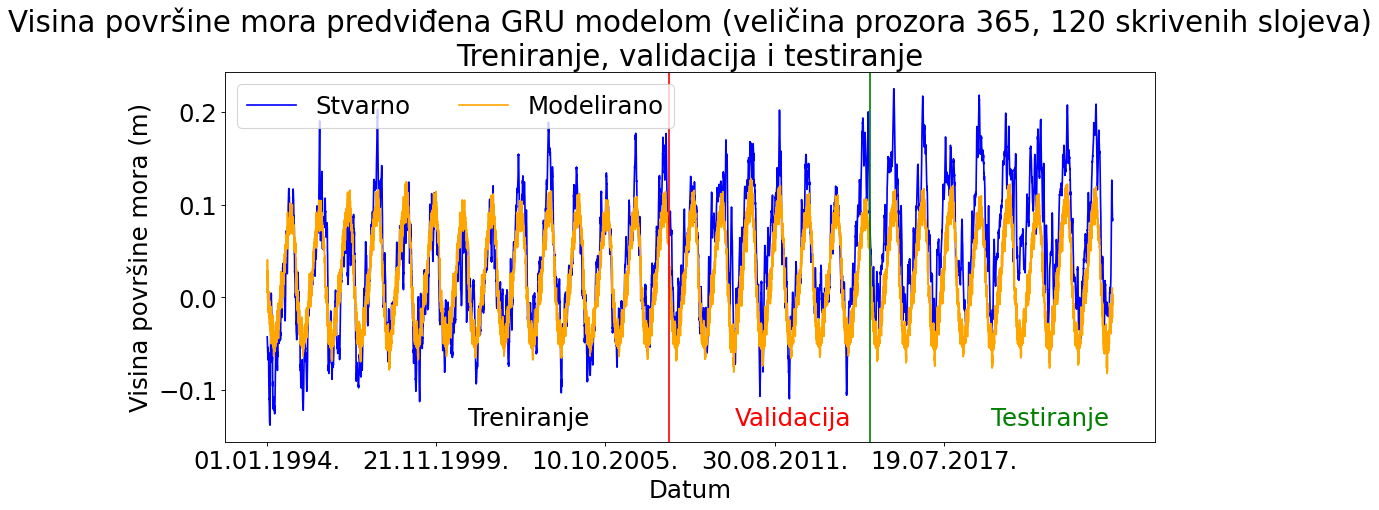 Visina površine mora predviđena GRU modelom (veličina prozora 365, 120 skrivenih slojeva)
Treniranje, validacija i testiranje
Stvarno
Modelirano
Visina površine mora (m)
0.2
0.1
0.0
−0.1
Treniranje
Validacija
Testiranje
01.01.1994.
21.11.1999.
10.10.2005.
30.08.2011.
19.07.2017.
Datum